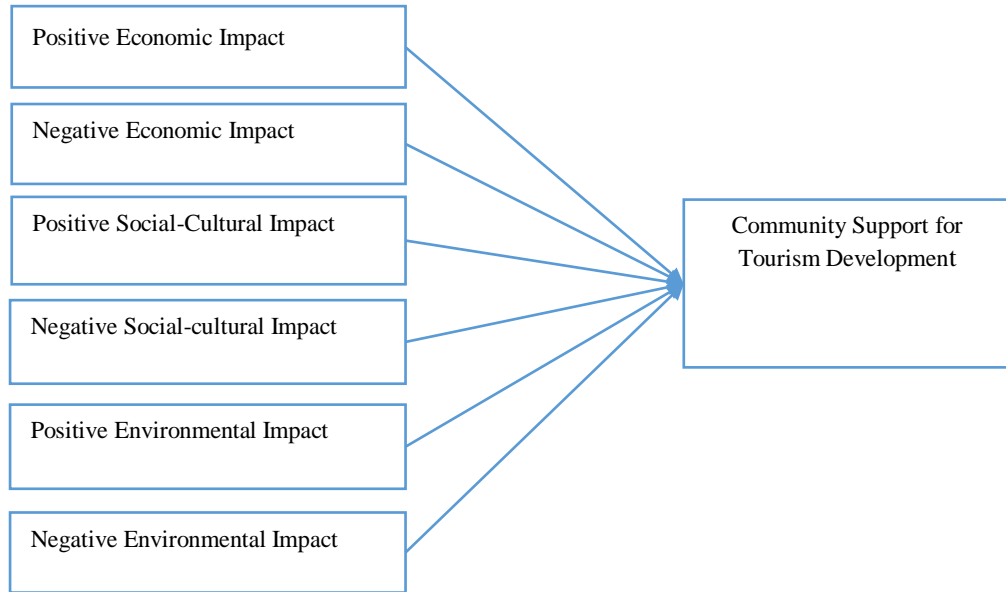 Positive Economic Impact
Negative Economic Impact
Positive Social-Cultural Impact
Negative Social-cultural Impact
Positive Environmental Impact
Negative Environmental Impact
Community Support for
Tourism Development